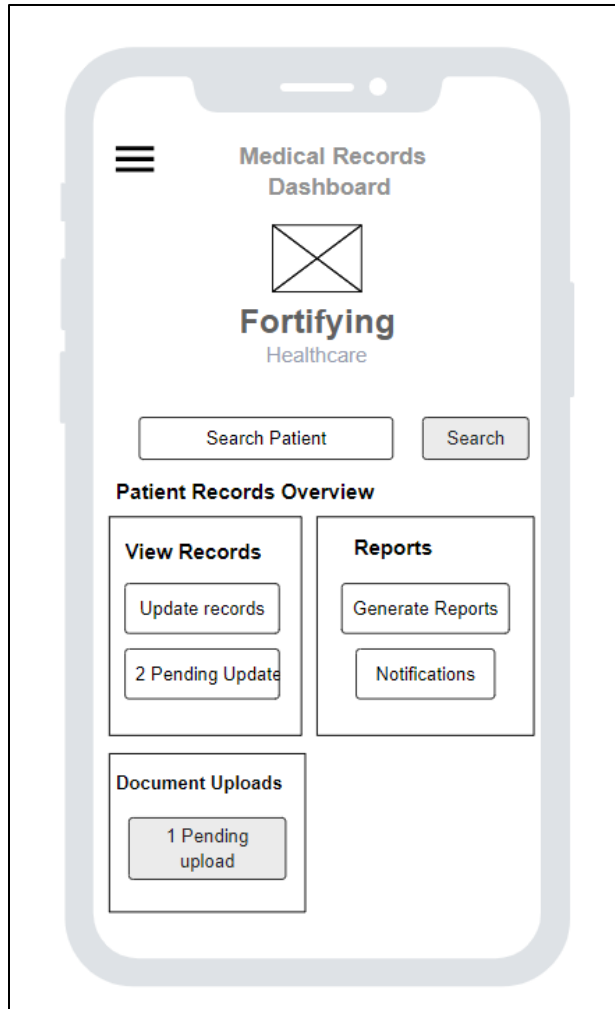 Medical Records
Dashboard
Fortifying
Healthcare
Search Patient
Search
Patient Records Overview
View Records
Update records
2 Pending Update
Reports
Generate Reports
Notifications
Document Uploads
1 Pending
upload